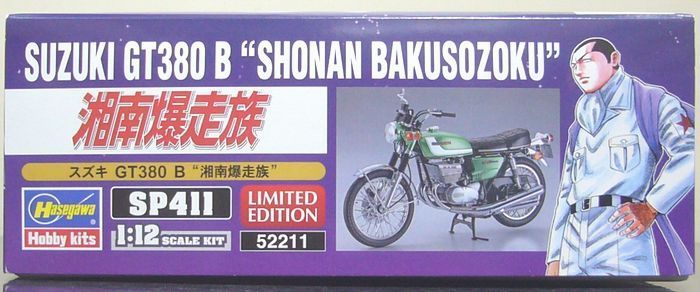 SUZUKI GT380 B “SHONAN BAKUSOZOKU”
湘南爆走族
スズキ GT380 B “湘南爆走族”
Hasegawa
Hobby kits
SP411
1:12 SCALE KIT
LIMITED
EDITION
52211